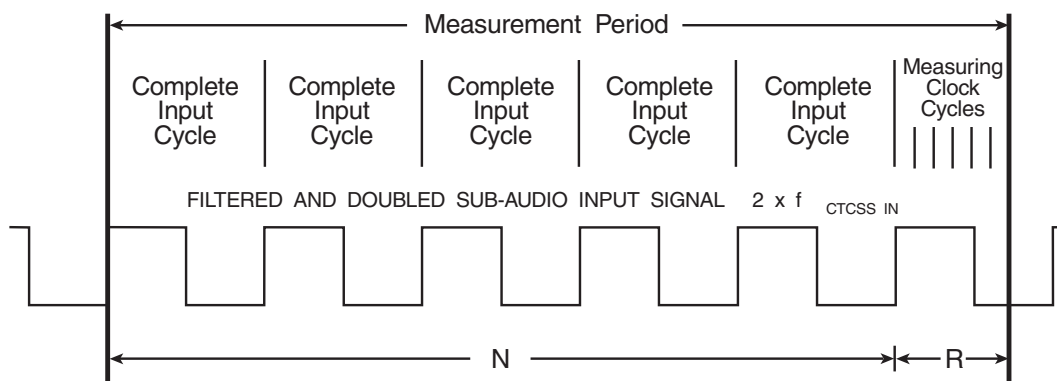 Measurement Period
Complete Input Cycle
Complete Input Cycle
Complete Input Cycle
Complete Input Cycle
Complete Input Cycle
Measuring Clock Cycles
FILTERED AND DOUBLED SUB-AUDIO INPUT SIGNAL 2 x f CTCSS IN
N
R